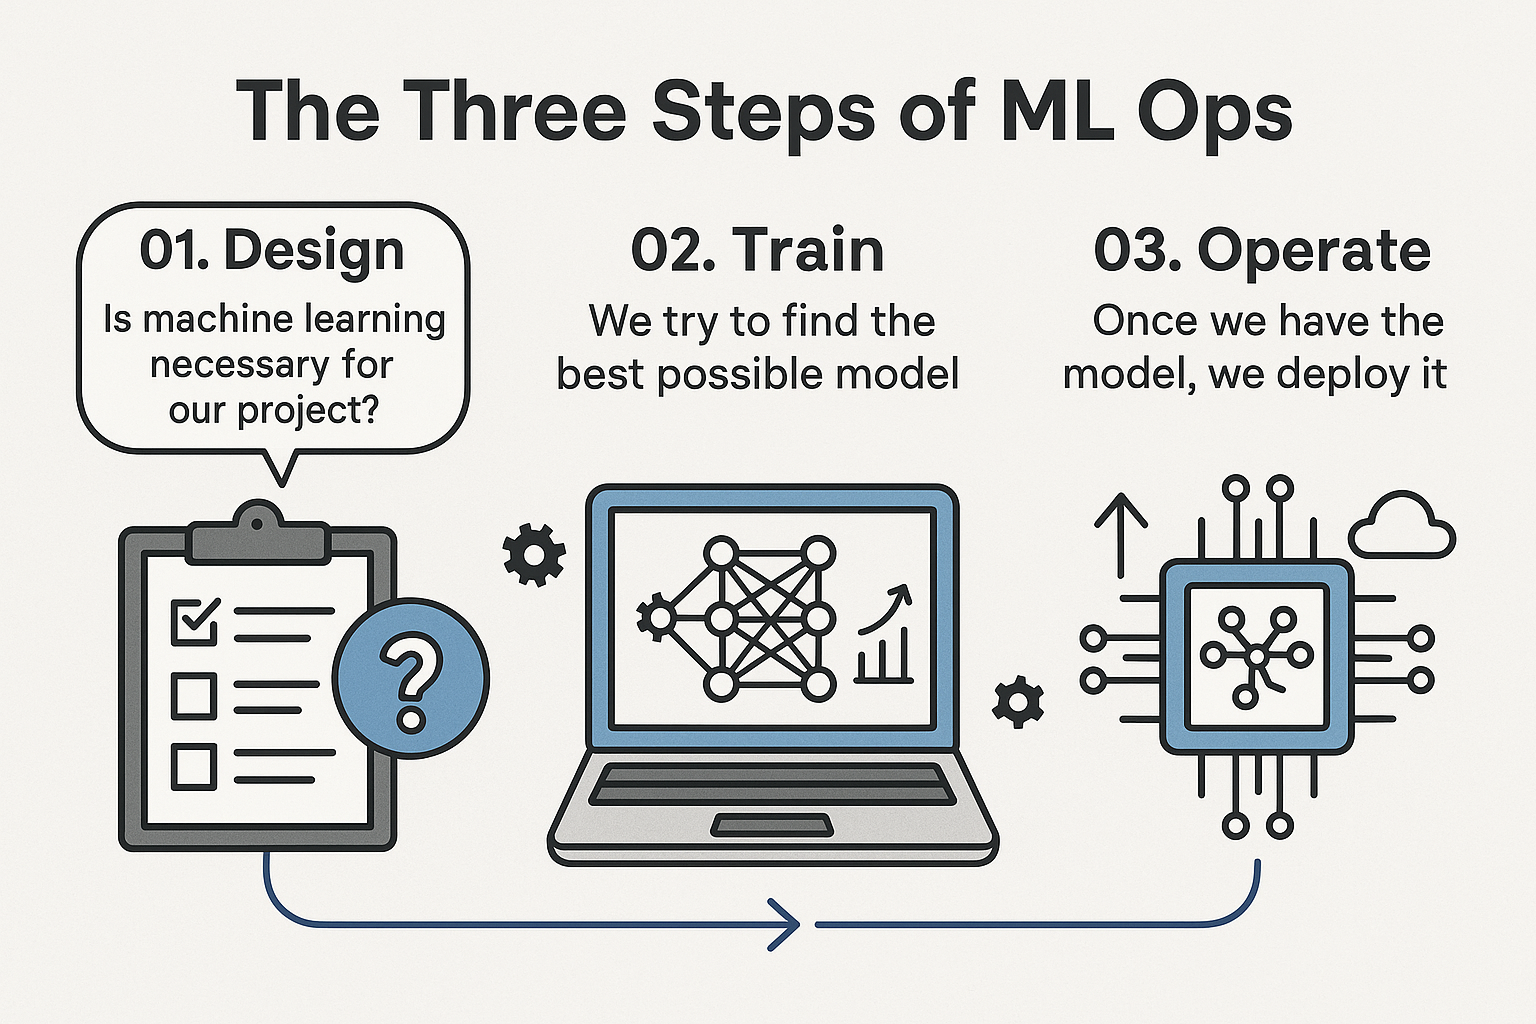 The Three Steps of ML Ops
01. Design
Is machine learning
necessary for
our project?
02. Train
We try to find the
best possible model
03. Operate
Once we have the
model, we deploy it
?